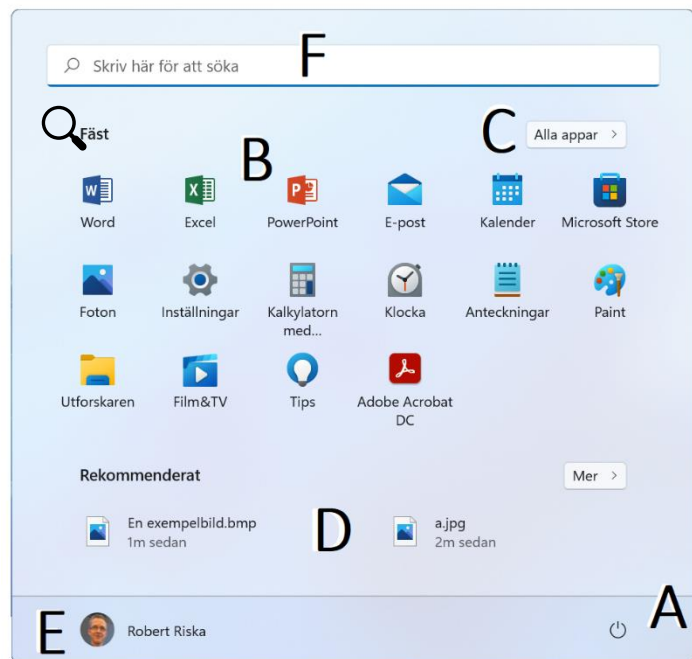 F
Skriv här för att söka
Fäst
B
C
Alla appar
Word
Excel
PowerPoint
E-post
Kalender
Microsoft Store
Foton
Inställningar
Kalkylatorn
med...
Klocka
Anteckningar
Paint
Utforskaren
Film&TV
Tips
Adobe Acrobat
DC
Rekommenderat
Mer
En exempelbild.bmp
1m sedan
D
a.jpg
2m sedan
E
Robert Riska
A